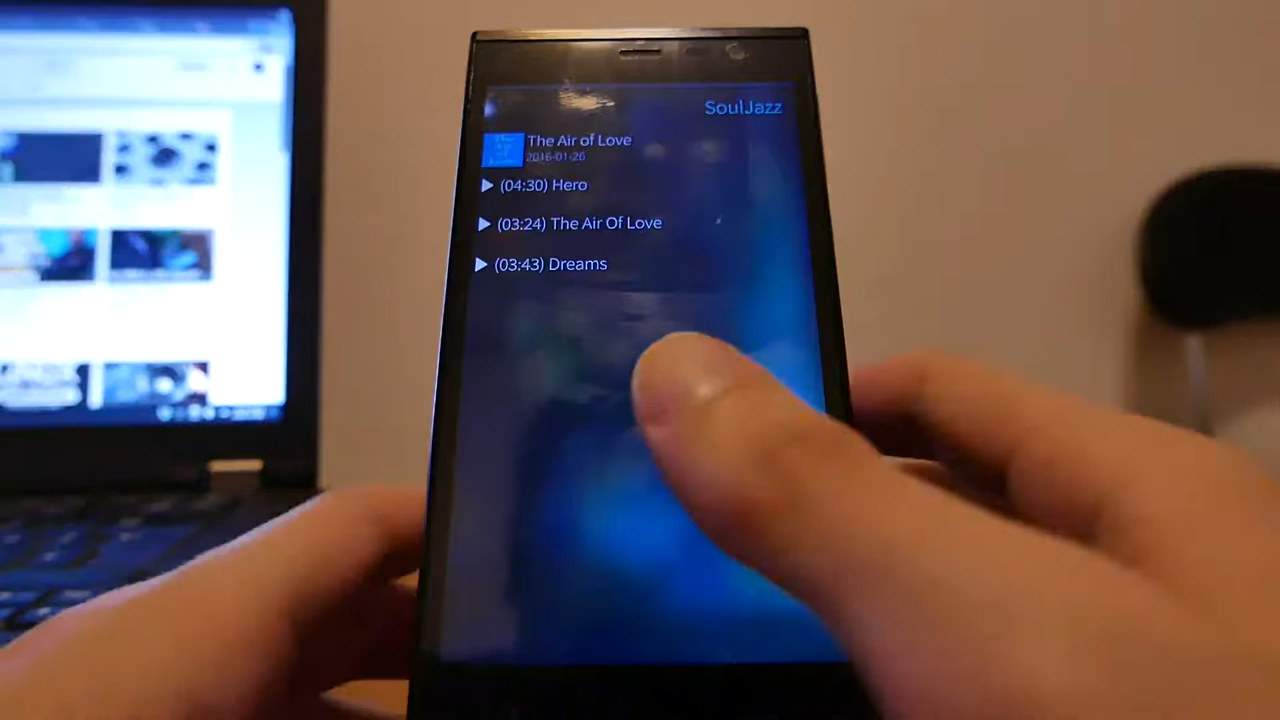 SoulJazz
The Air of Love
2016-01-26
(04:30) Hero
(03:24) The Air Of Love
(03:43) Dreams